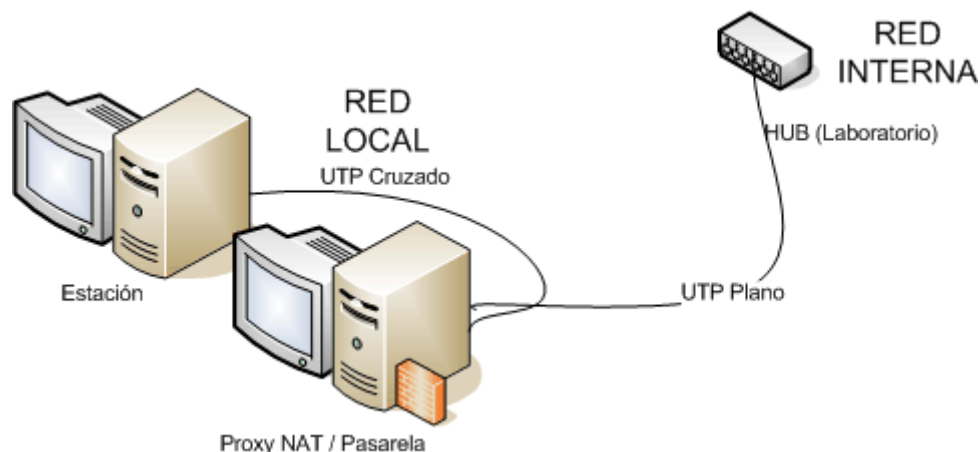 RED
INTERNA
HUB (Laboratorio)
RED
LOCAL
UTP Cruzado
Estación
UTP Plano
Proxy NAT / Pasarela